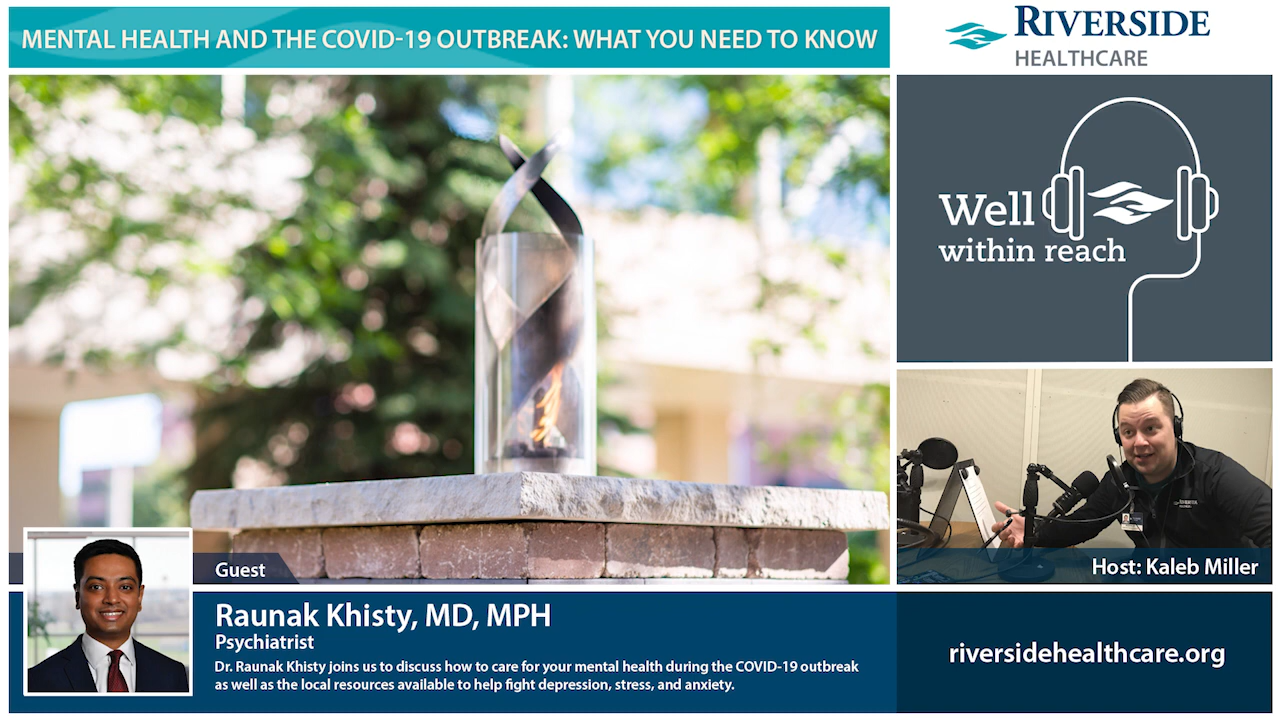 MENTAL HEALTH AND THE COVID-19 OUTBREAK: WHAT YOU NEED TO KNOW
RIVERSIDE
HEALTHCARE
Well
within reach
RIVERSIDE
Host: Kaleb Miller
Guest
Raunak Khisty, MD, MPH
Psychiatrist
Dr. Raunak Khisty joins us to discuss how to care for your mental health during the COVID-19 outbreak
as well as the local resources available to help fight depression, stress, and anxiety.
riversidehealthcare.org